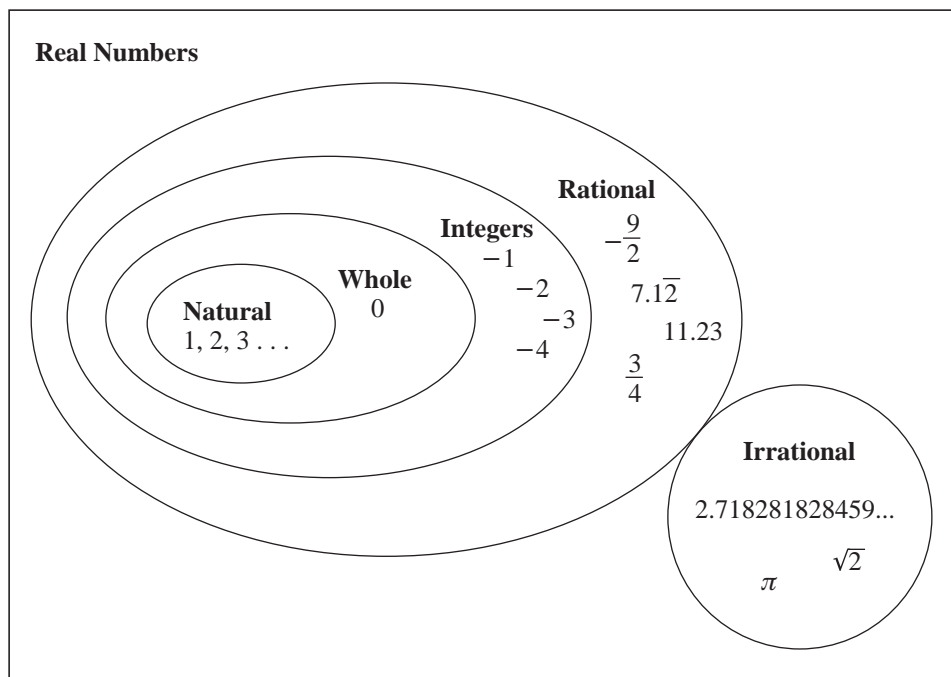 Real Numbers
Rational
-9/2
7.12̅
11.23
3/4
Integers
−1
−2
−3
−4
Whole
0
Natural
1, 2, 3 . . .
Irrational
2.718281828459...
√2
π